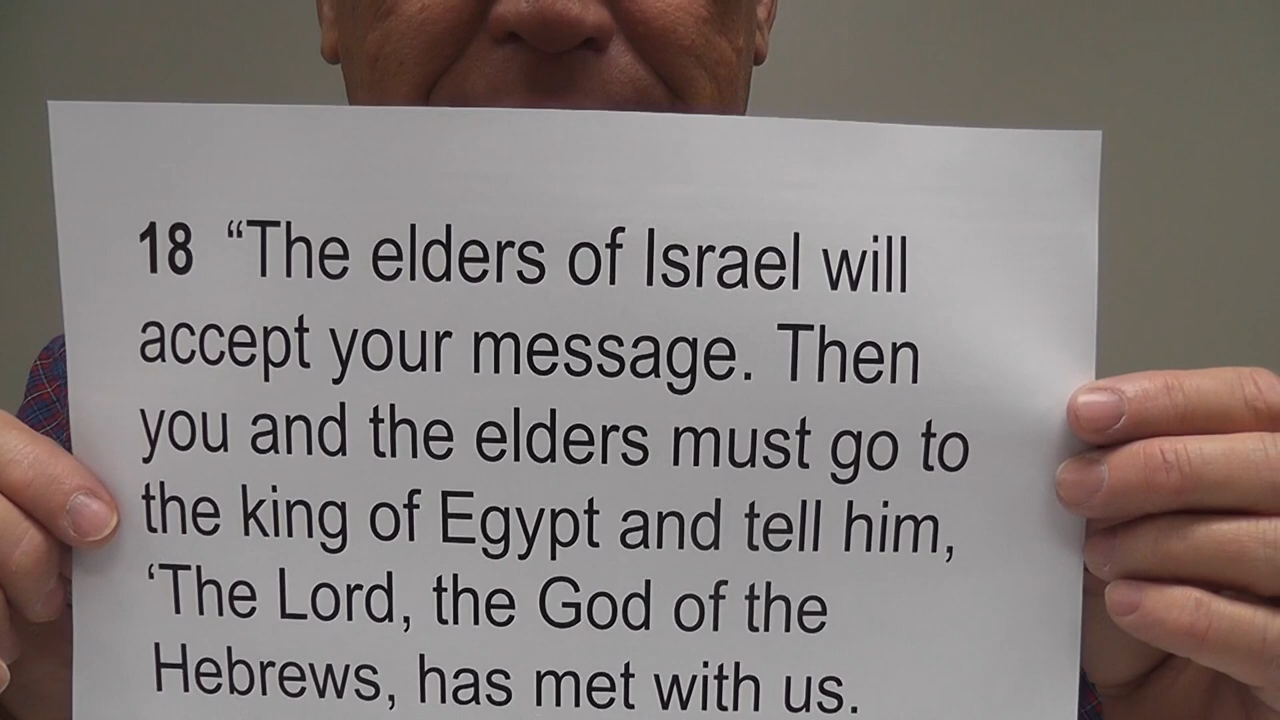 18 “The elders of Israel will
accept your message. Then
you and the elders must go to
the king of Egypt and tell him,
‘The Lord, the God of the
Hebrews, has met with us.